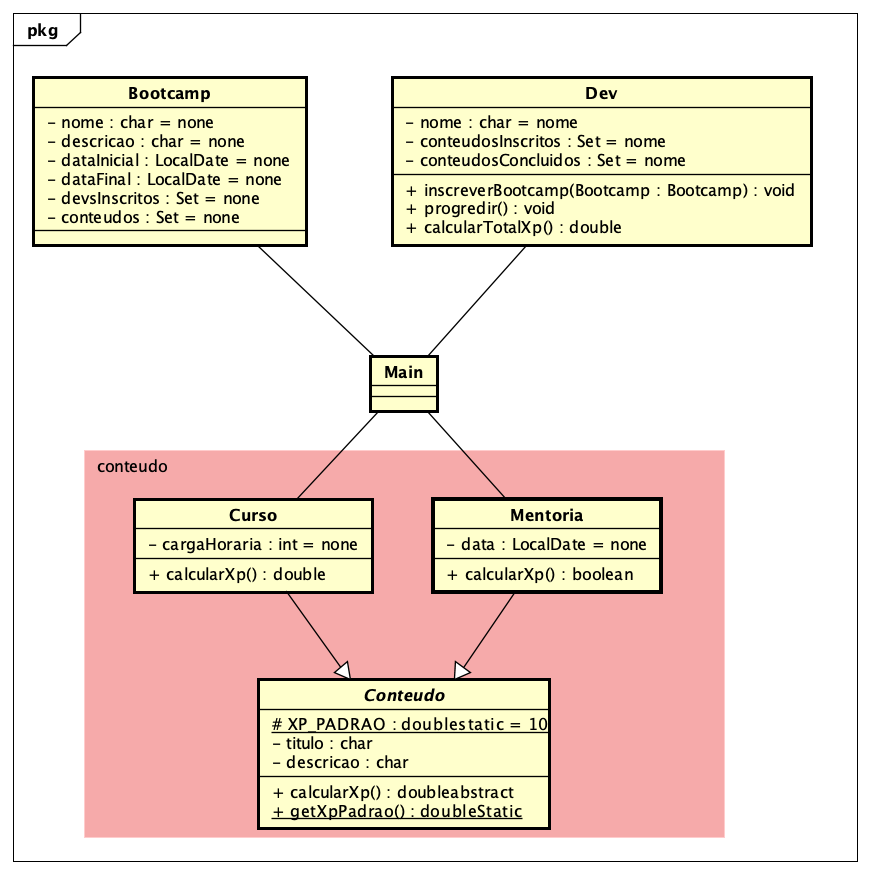 pkg
Bootcamp
- nome : char = none
- descricao : char = none
- dataInicial : LocalDate = none
- dataFinal : LocalDate = none
- devsInscritos : Set = none
- conteudos : Set = none
Dev
- nome : char = nome
- conteudosInscritos : Set = nome
- conteudosConcluidos : Set = nome
+ inscreverBootcamp(Bootcamp : Bootcamp) : void
+ progredir() : void
+ calcularTotalXp() : double
Main
conteudo
Curso
- cargaHoraria : int = none
+ calcularXp() : double
Mentoria
- data : LocalDate = none
+ calcularXp() : boolean
Conteudo
# XP_PADRAO : doublestatic = 10
- titulo : char
- descricao : char
+ calcularXp() : doubleabstract
+ getXpPadrao() : doubleStatic